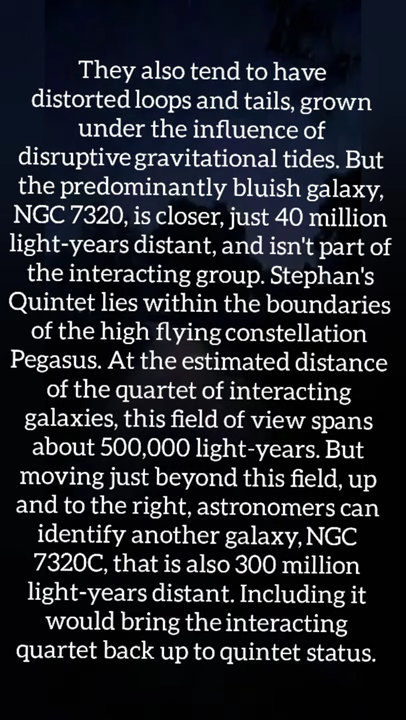 They also tend to have
distorted loops and tails, grown
under the influence of
disruptive gravitational tides. But
the predominantly bluish galaxy,
NGC 7320, is closer, just 40 million
light-years distant, and isn't part of
the interacting group. Stephan's
Quintet lies within the boundaries
of the high flying constellation
Pegasus. At the estimated distance
of the quartet of interacting
galaxies, this field of view spans
about 500,000 light-years. But
moving just beyond this field, up
and to the right, astronomers can
identify another galaxy, NGC
7320C, that is also 300 million
light-years distant. Including it
would bring the interacting
quartet back up to quintet status.